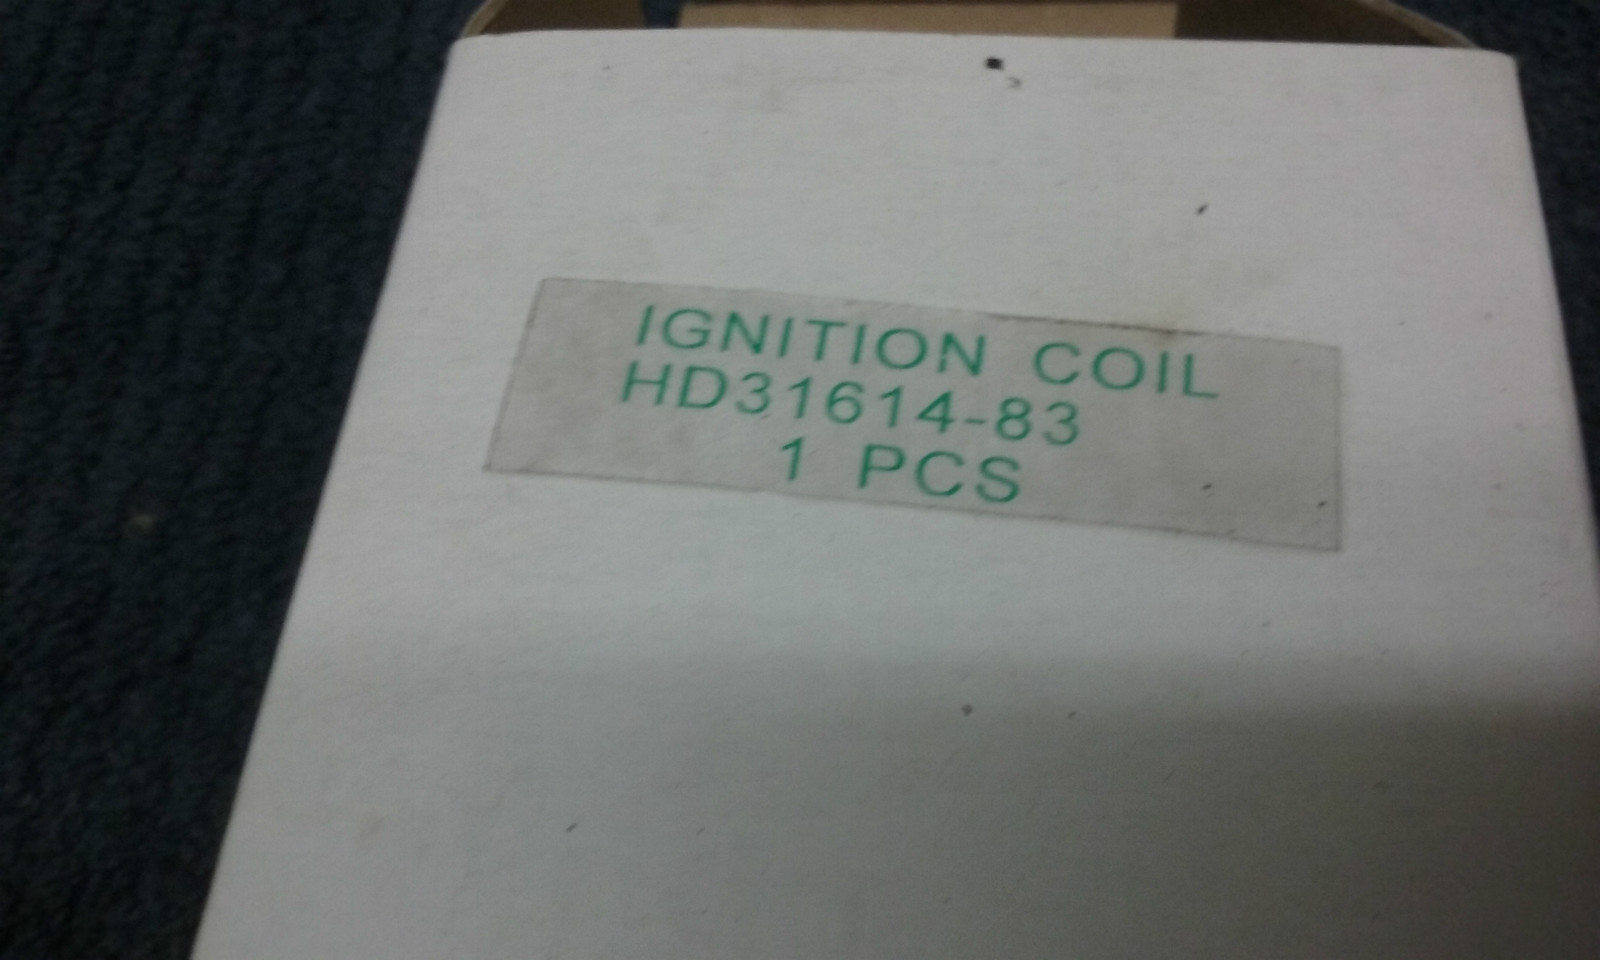 IGNITION COIL
HD31614-83
1 PCS